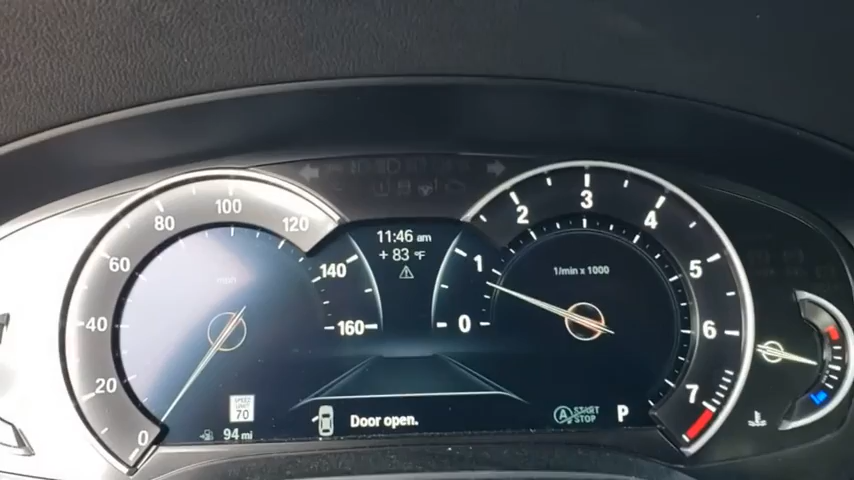 80
100
120
60
40
20
0
140
160
mph
SPEED
LIMIT
70
94 mi
11:46 am
+ 83 °F
Door open.
1/min x 1000
0
1
2
3
4
5
6
7
A START
STOP
P